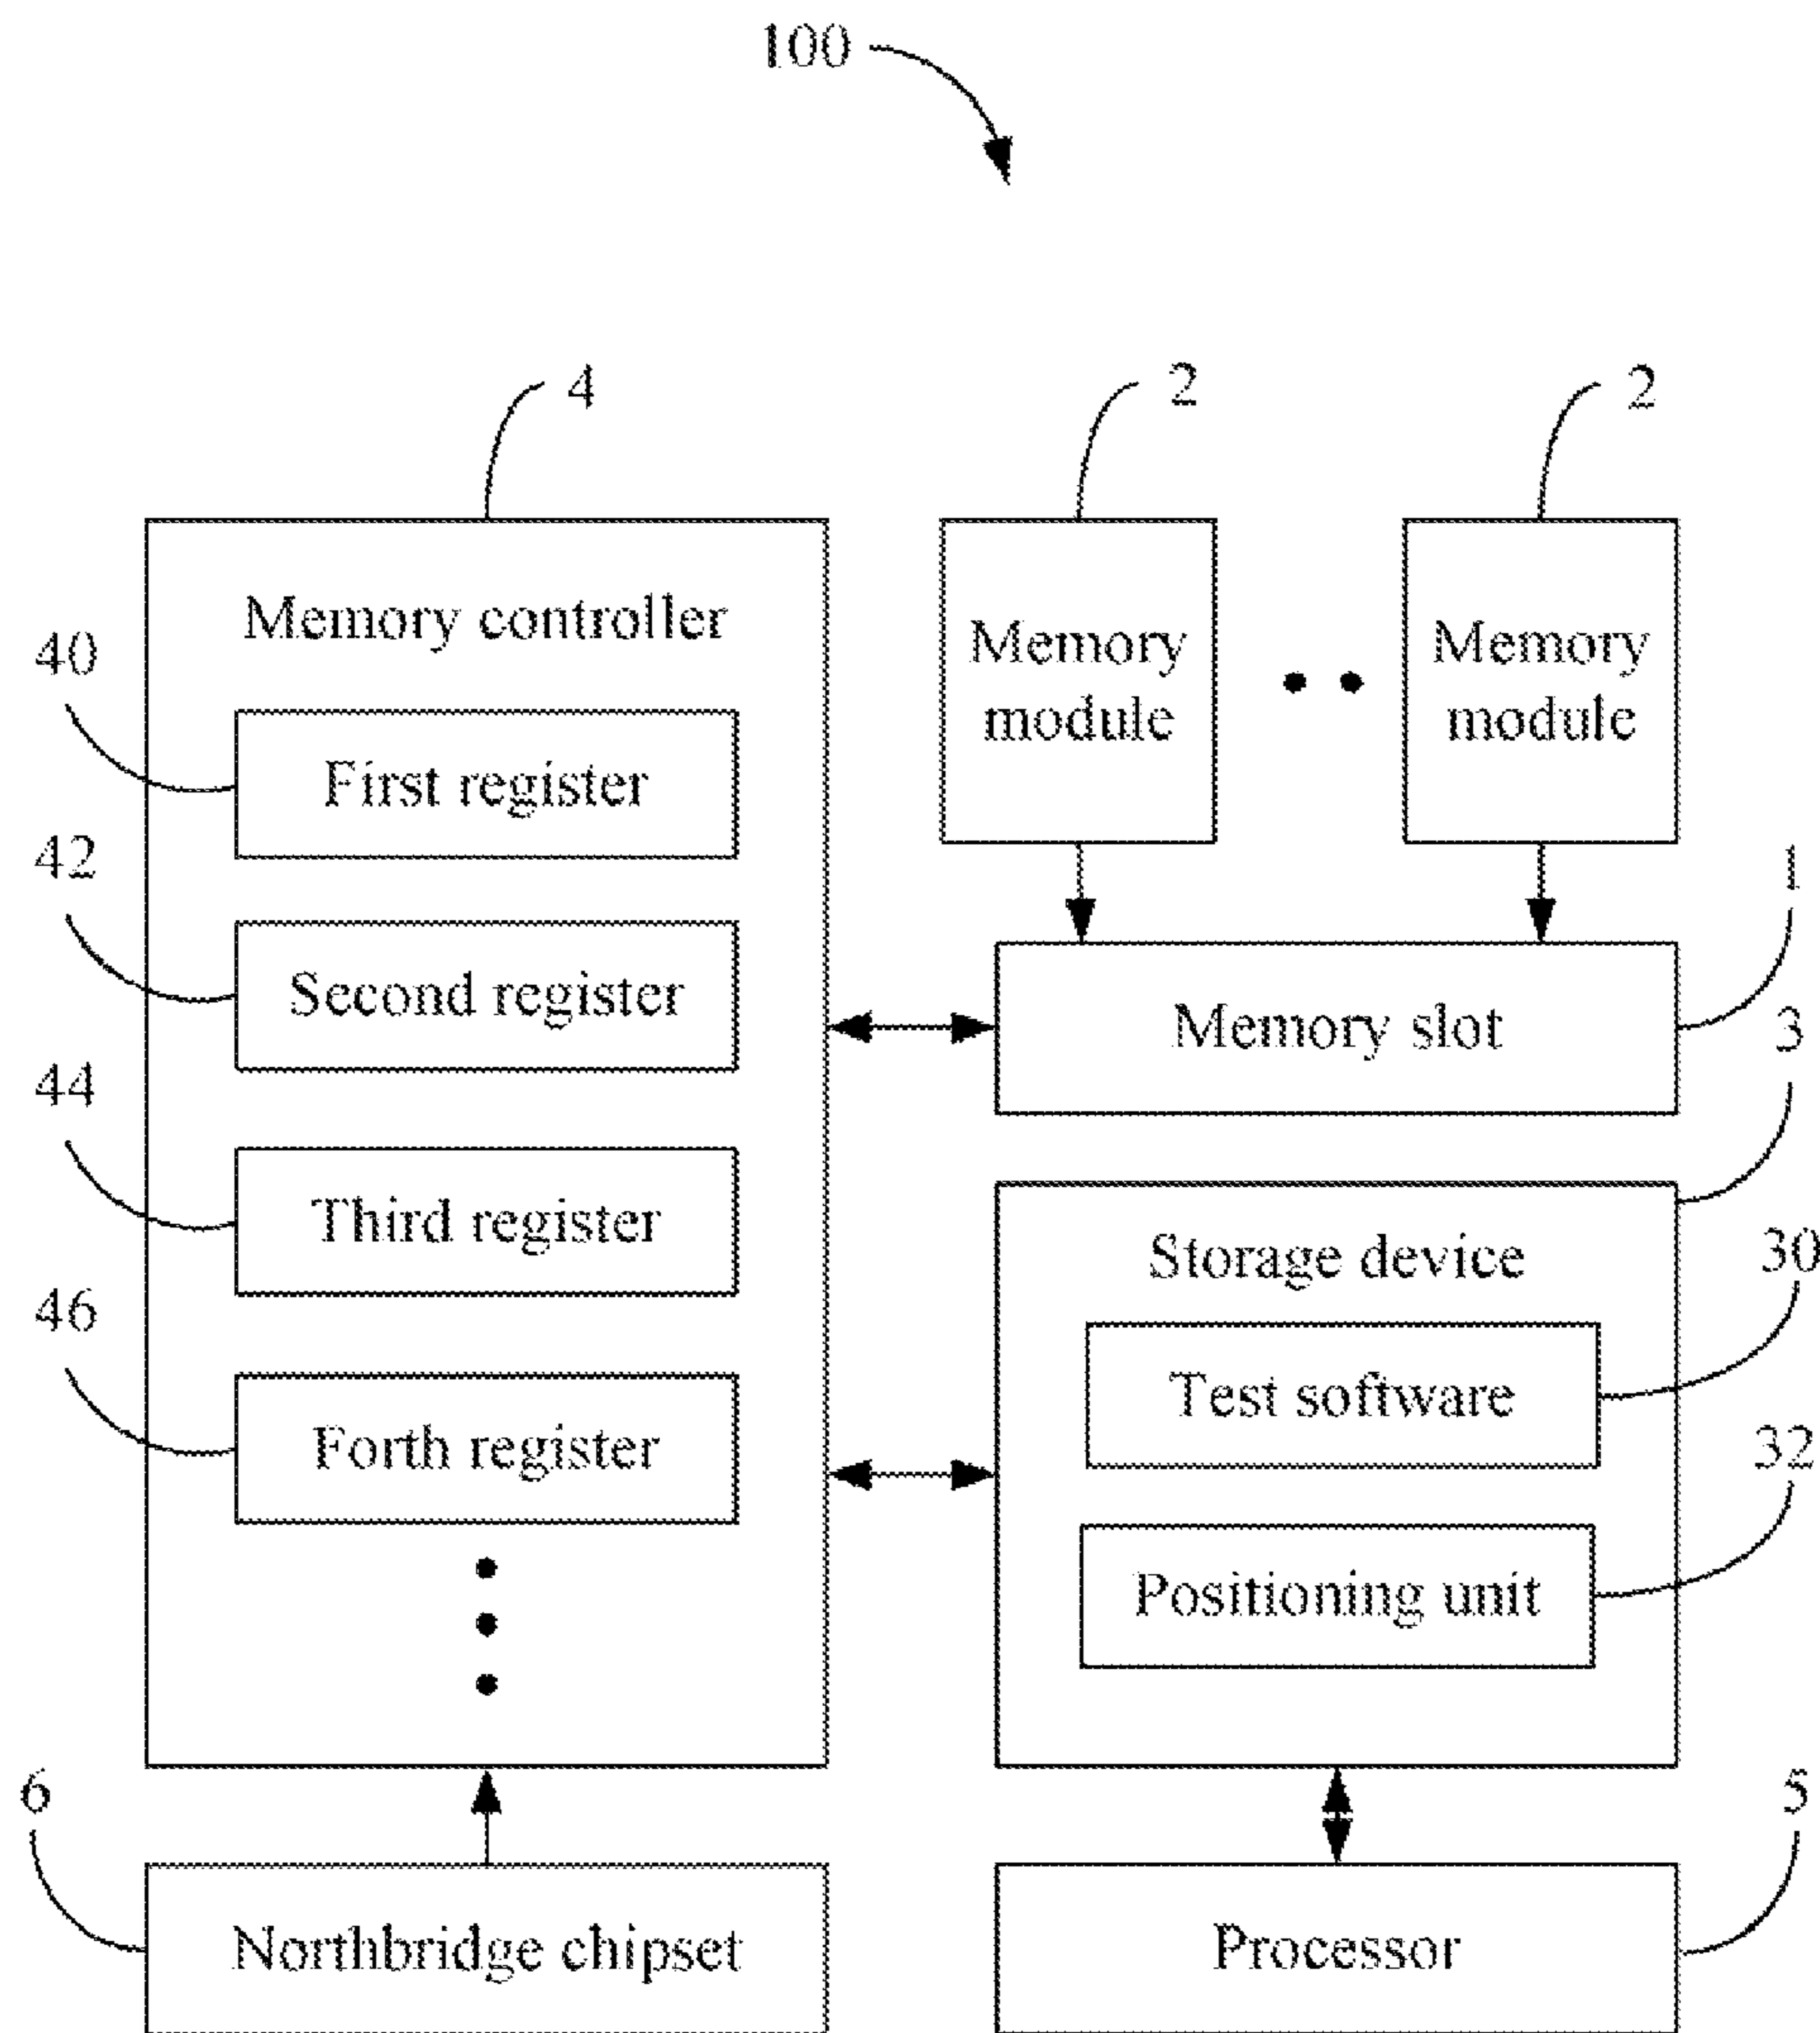 100
4
2
2
Memory controller
40
First register
42
Second register
44
Third register
46
Forth register
Memory
module
Memory
module
1
Memory slot
3
Storage device
30
Test software
32
Positioning unit
6
Northbridge chipset
5
Processor